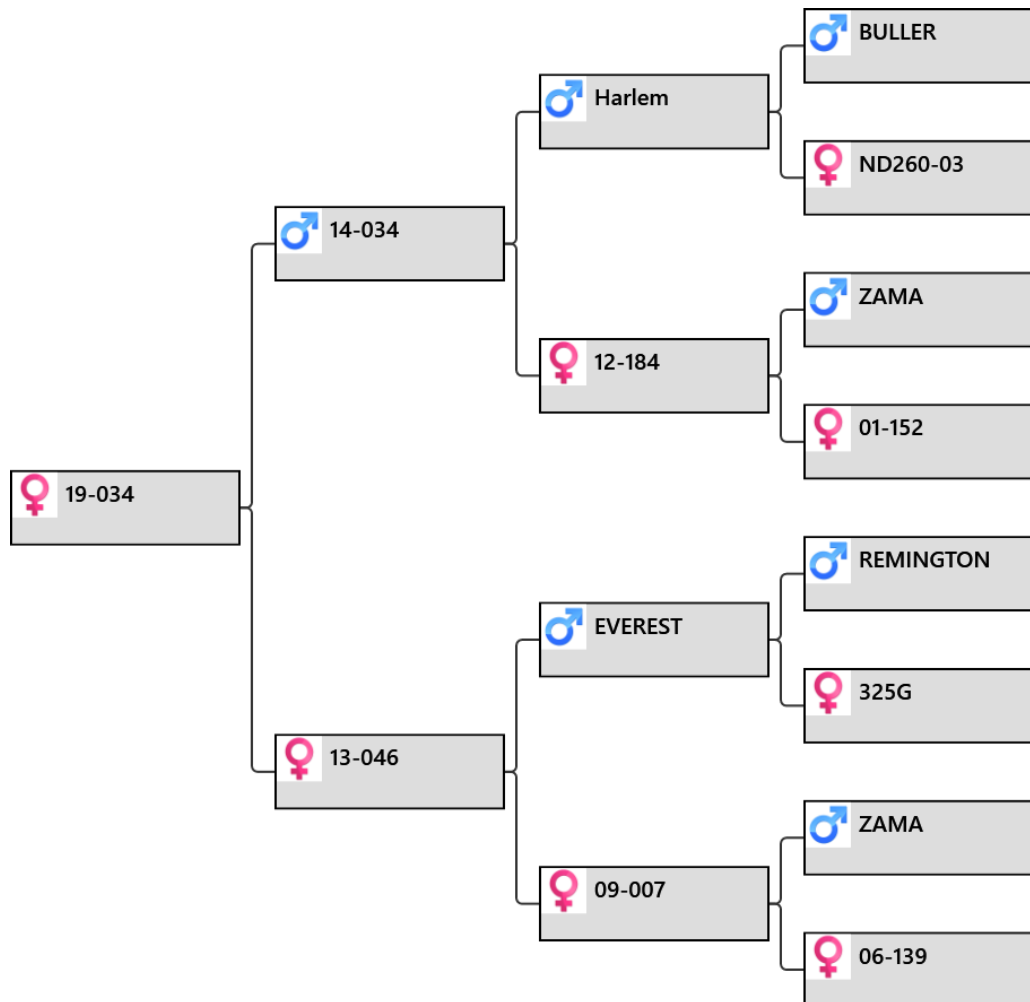 BULLER
Harlem
ND260-03
14-034
ZAMA
12-184
01-152
19-034
REMINGTON
EVEREST
325G
13-046
ZAMA
09-007
06-139